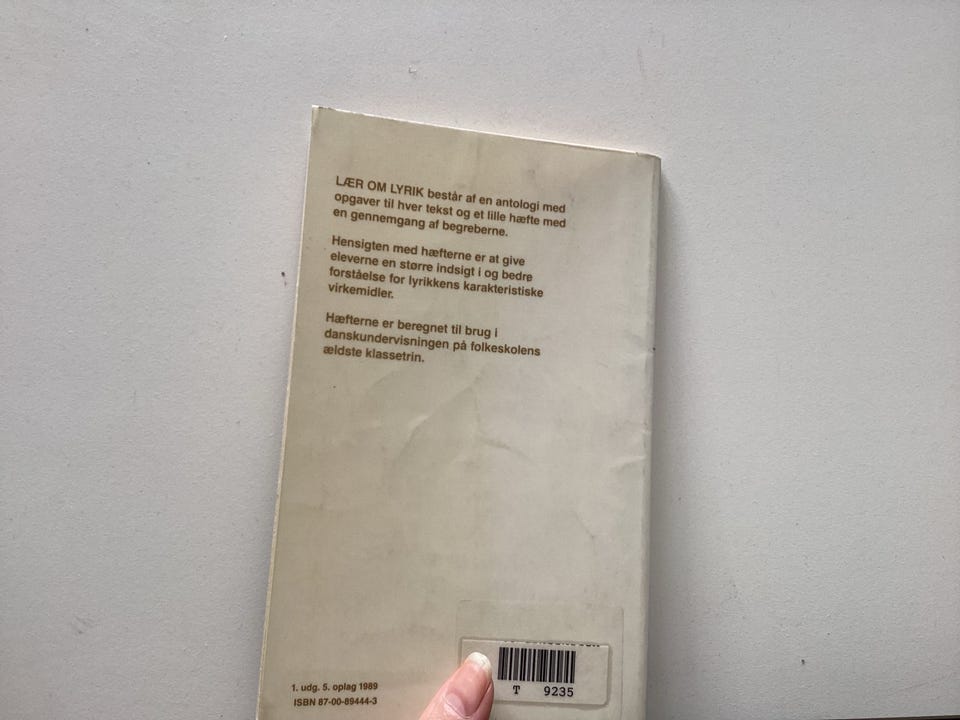 LÆR OM LYRIK består af en antologi med
opgaver til hver tekst og et lille hæfte med
en gennemgang af begreberne.
Hensigten med hæfterne er at give
eleverne en større indsigt i og bedre
forståelse for lyrikkens karakteristiske
virkemidler.
Hæfterne er beregnet til brug i
danskundervisningen på folkeskolens
ældste klassetrin.
1. udg. 5. oplag 1989
ISBN 87-00-89444-3
T 9235